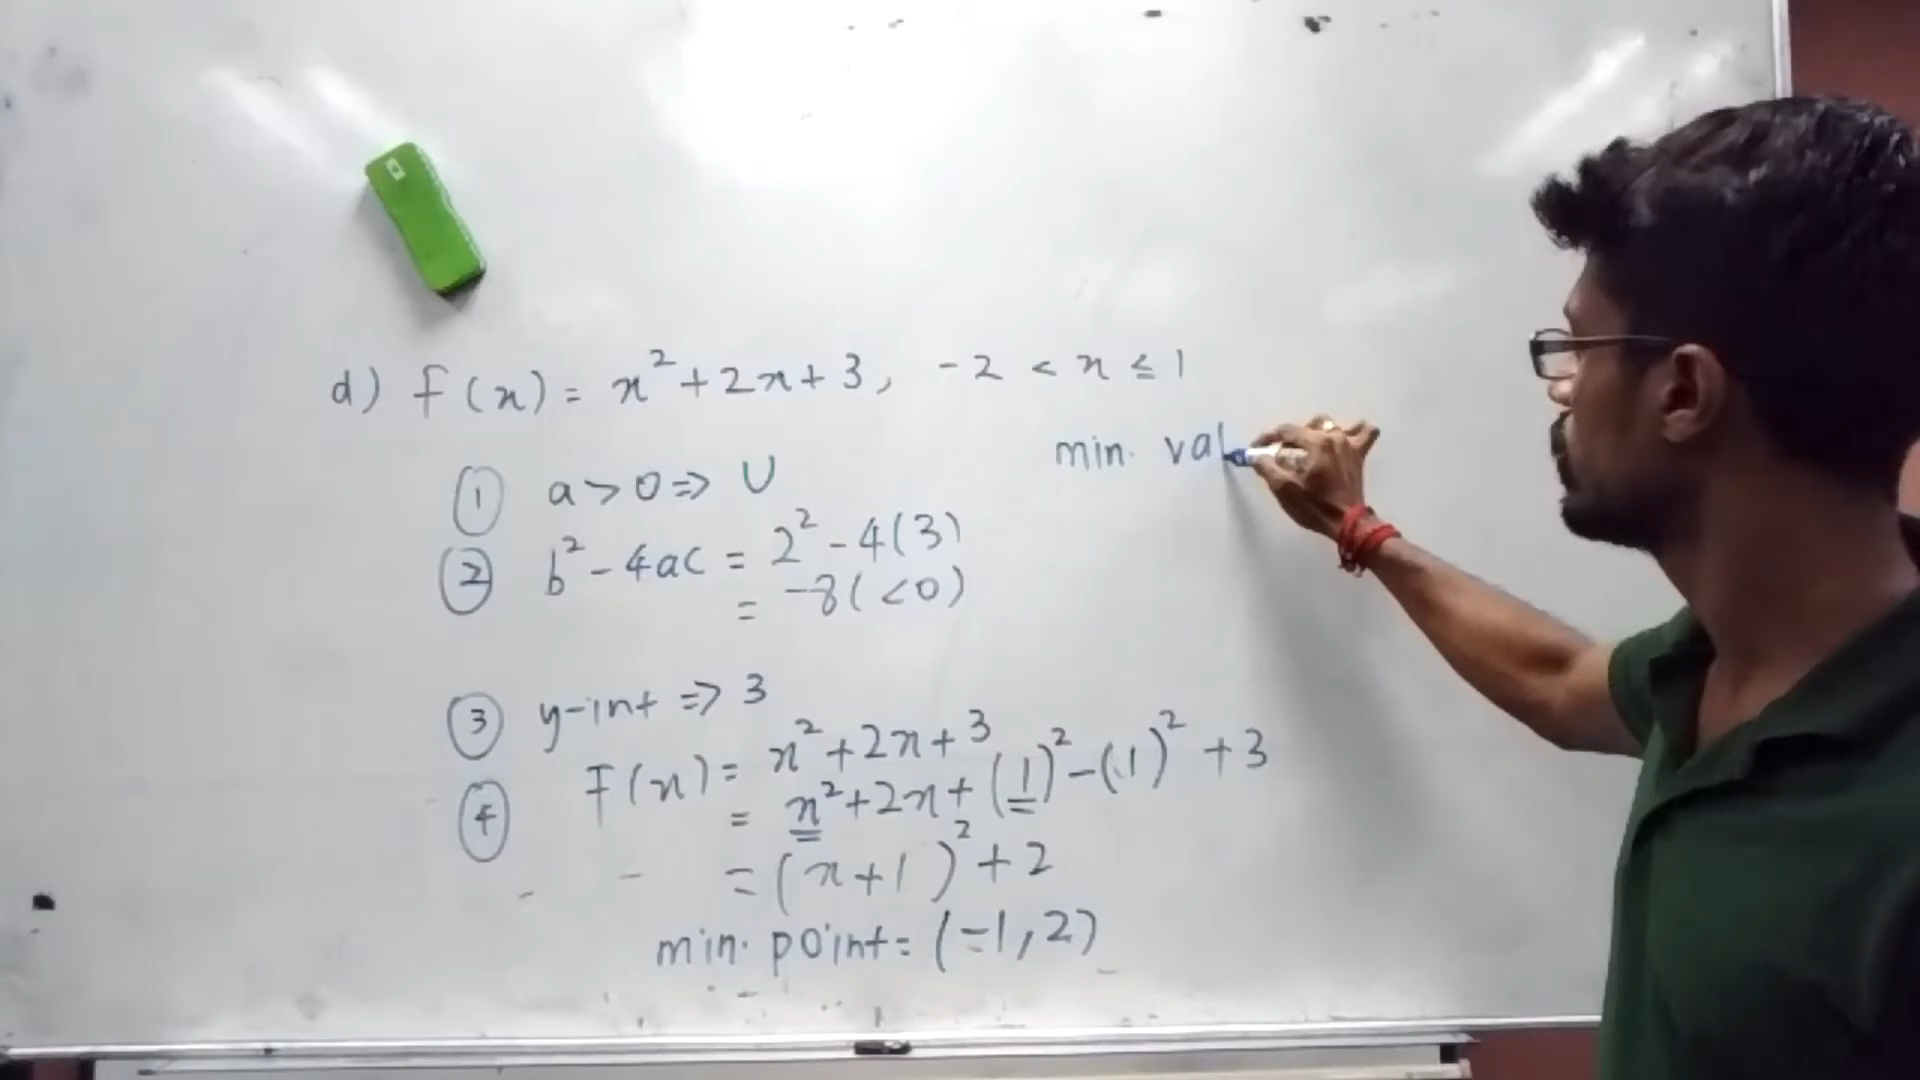 d) f(x) = x² + 2x + 3, -2 < x ≤ 1
① a > 0 => U
② b² - 4ac = 2² - 4(3)
= -8 (<0)
③ y-int => 3
④ f(x) = x² + 2x + 3
= x² + 2x + (1)² - (1)² + 3
= (x+1)² + 2
min. point = (-1, 2)
min. val